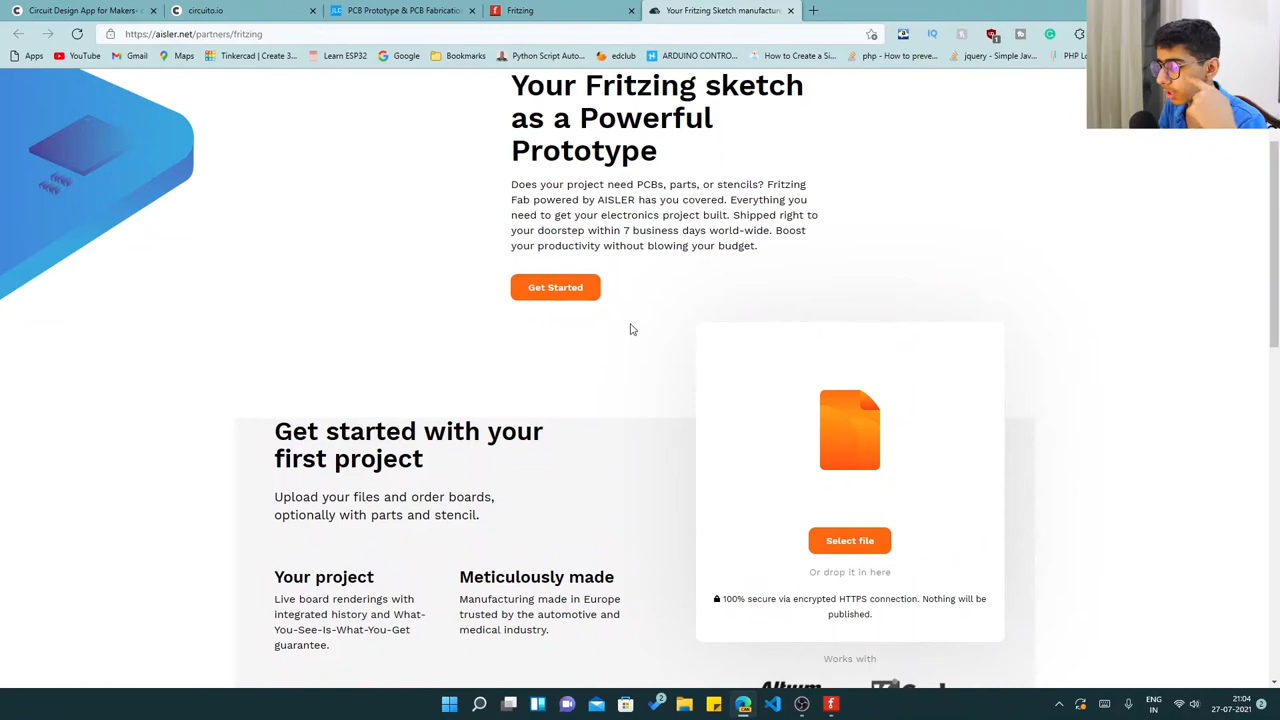 Circuit Design App for Makers-
circuito.io
PCB Prototype & PCB Fabricatio
Fritzing
Your Fritzing Sketch manufactur
https://aisler.net/partners/fritzing
Apps
YouTube
Gmail
Maps
Tinkercad | Create 3...
Learn ESP32
Google
Bookmarks
Python Script Auto...
edclub
ARDUINO CONTRO...
How to Create a Si...
php - How to preve...
jquery - Simple Jav...
PHP Lo
Your Fritzing sketch
as a Powerful
Prototype
Does your project need PCBs, parts, or stencils? Fritzing
Fab powered by AISLER has you covered. Everything you
need to get your electronics project built. Shipped right to
your doorstep within 7 business days world-wide. Boost
your productivity without blowing your budget.
Get Started
Get started with your
first project
Upload your files and order boards,
optionally with parts and stencil.
Your project
Live board renderings with
integrated history and What-
You-See-Is-What-You-Get
guarantee.
Meticulously made
Manufacturing made in Europe
trusted by the automotive and
medical industry.
Select file
Or drop it in here
100% secure via encrypted HTTPS connection. Nothing will be
published.
Works with
ENG
IN
21:04
27-07-2021